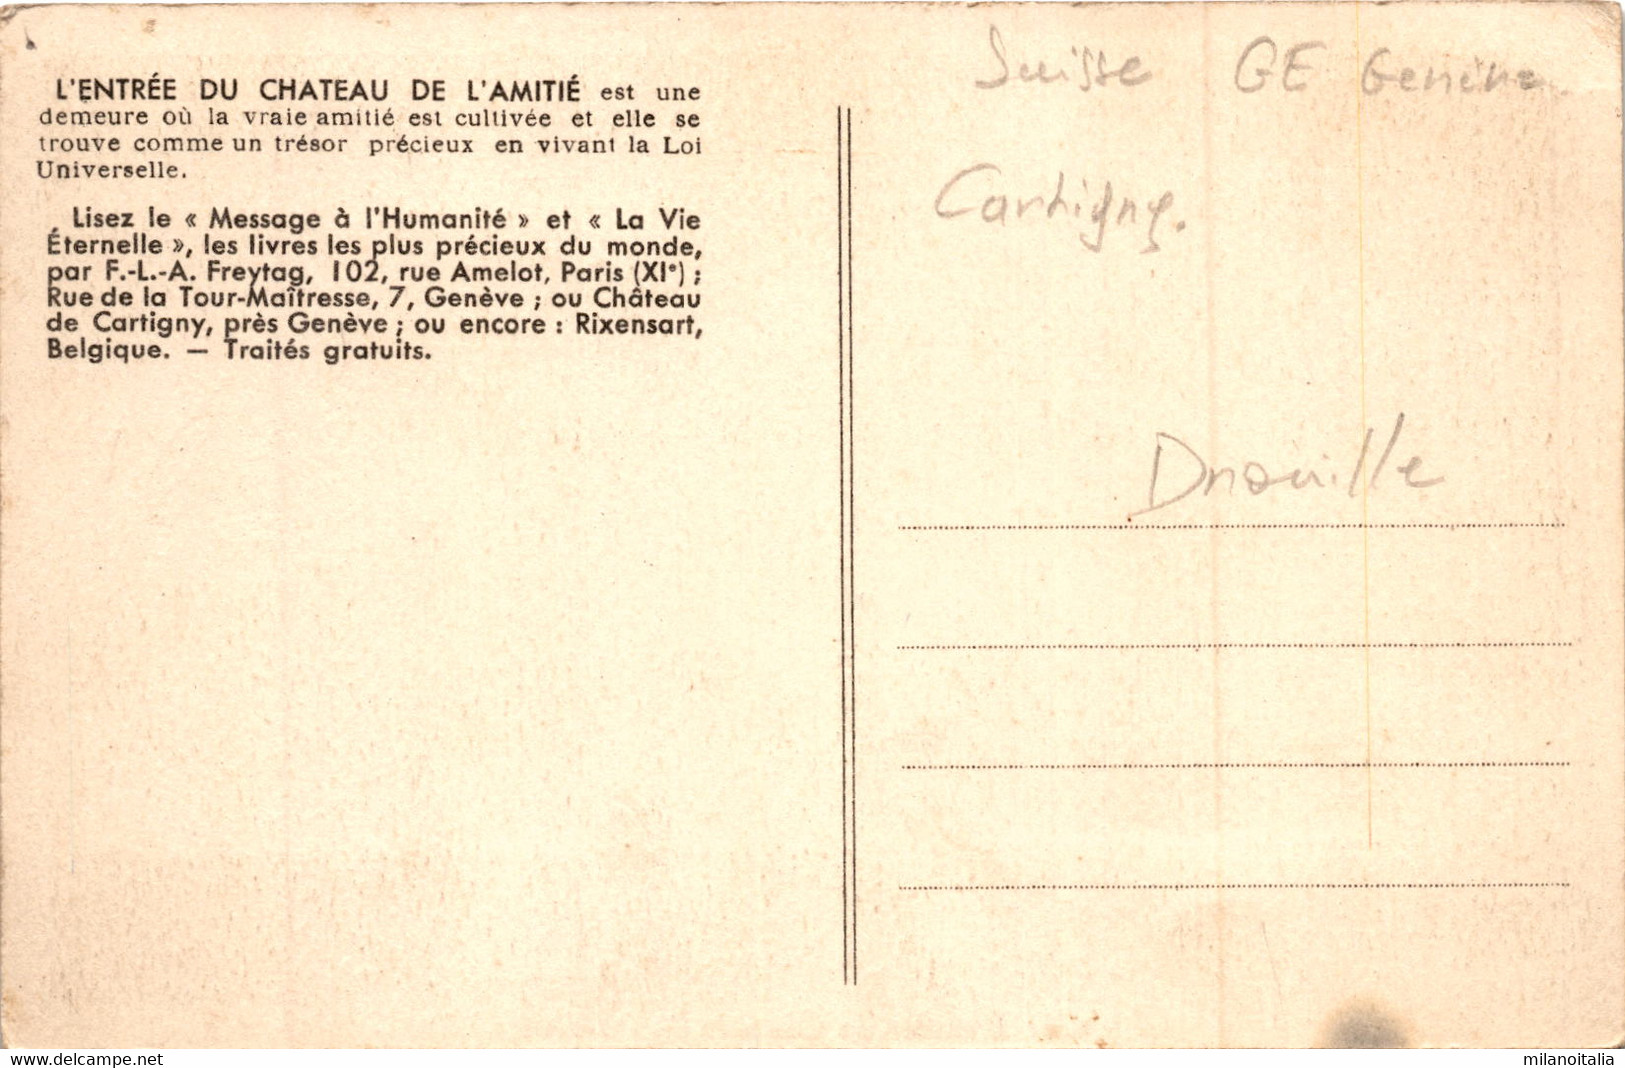 L'ENTRÉE DU CHATEAU DE L'AMITIÉ est une
demeure où la vraie amitié est cultivée et elle se
trouve comme un trésor précieux en vivant la Loi
Universelle.
Lisez le « Message à l'Humanité » et « La Vie
Éternelle », les livres les plus précieux du monde,
par F.-L.-A. Freytag, 102, rue Amelot, Paris (XIe) ;
Rue de la Tour-Maîtresse, 7, Genève ; ou Château
de Cartigny, près Genève ; ou encore : Rixensart,
Belgique. — Traités gratuits.
Suisse GE Genève.
Cartigny.
www.delcampe.net
milanoitalia